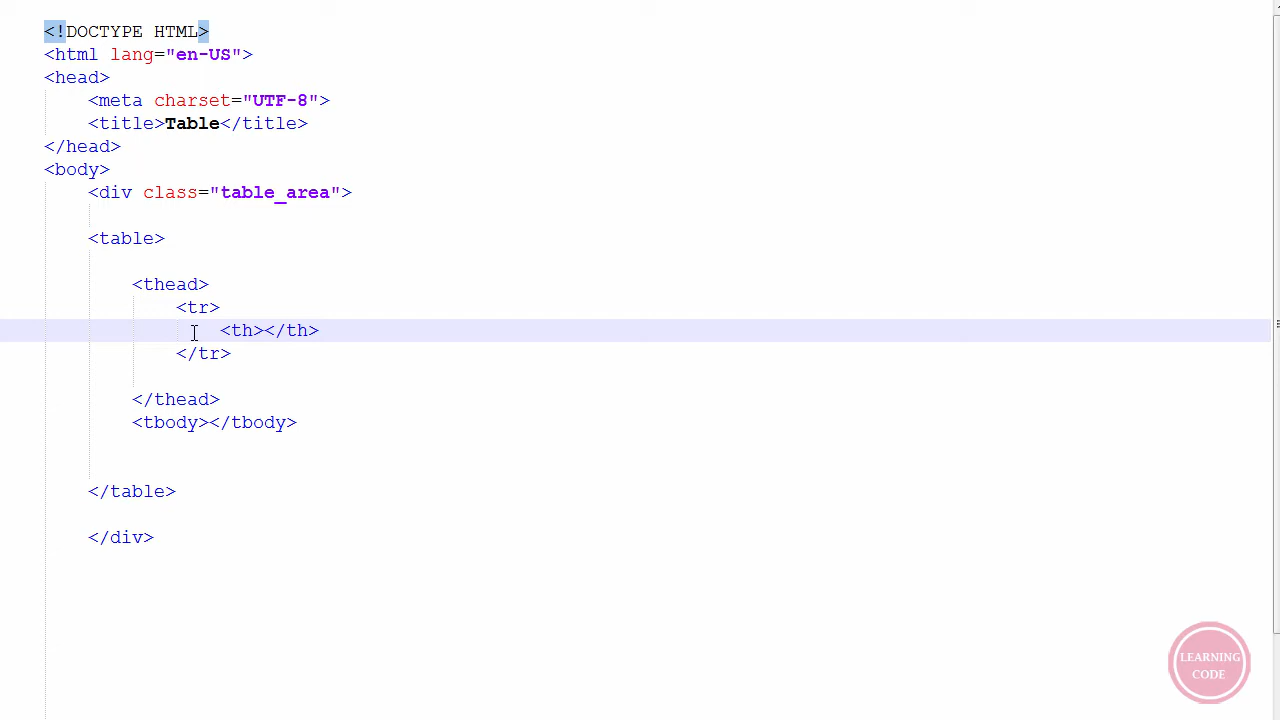 <!DOCTYPE HTML>
<html lang="en-US">
<head>
<meta charset="UTF-8">
<title>Table</title>
</head>
<body>
<div class="table_area">
<table>
<thead>
<tr>
<th></th>
</tr>
</thead>
<tbody></tbody>
</table>
</div>
LEARNING
CODE